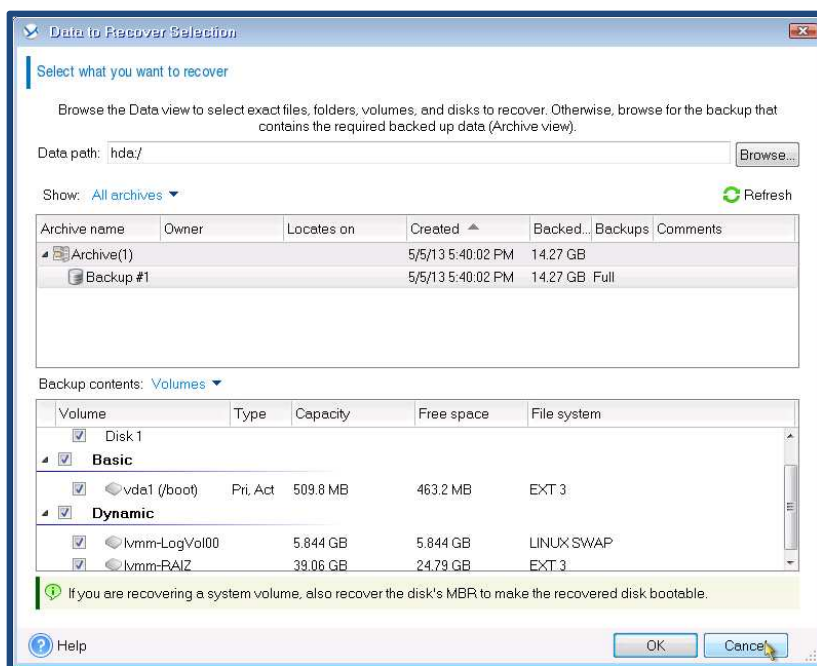 Data to Recover Selection
Select what you want to recover
Browse the Data view to select exact files, folders, volumes, and disks to recover. Otherwise, browse for the backup that
contains the required backed up data (Archive view).
Data path: hda:/ Browse...
Show: All archives Refresh
Archive name Owner Locates on Created Backed... Backups Comments
Archive(1) 5/5/13 5:40:02 PM 14.27 GB
Backup #1 5/5/13 5:40:02 PM 14.27 GB Full
Backup contents: Volumes
Volume Type Capacity Free space File system
Disk 1
Basic
vda1 (/boot) Pri, Act 509.8 MB 463.2 MB EXT 3
Dynamic
lvmm-LogVol00 5.844 GB 5.844 GB LINUX SWAP
lvmm-RAIZ 39.06 GB 24.79 GB EXT 3
If you are recovering a system volume, also recover the disk's MBR to make the recovered disk bootable.
Help OK Cancel